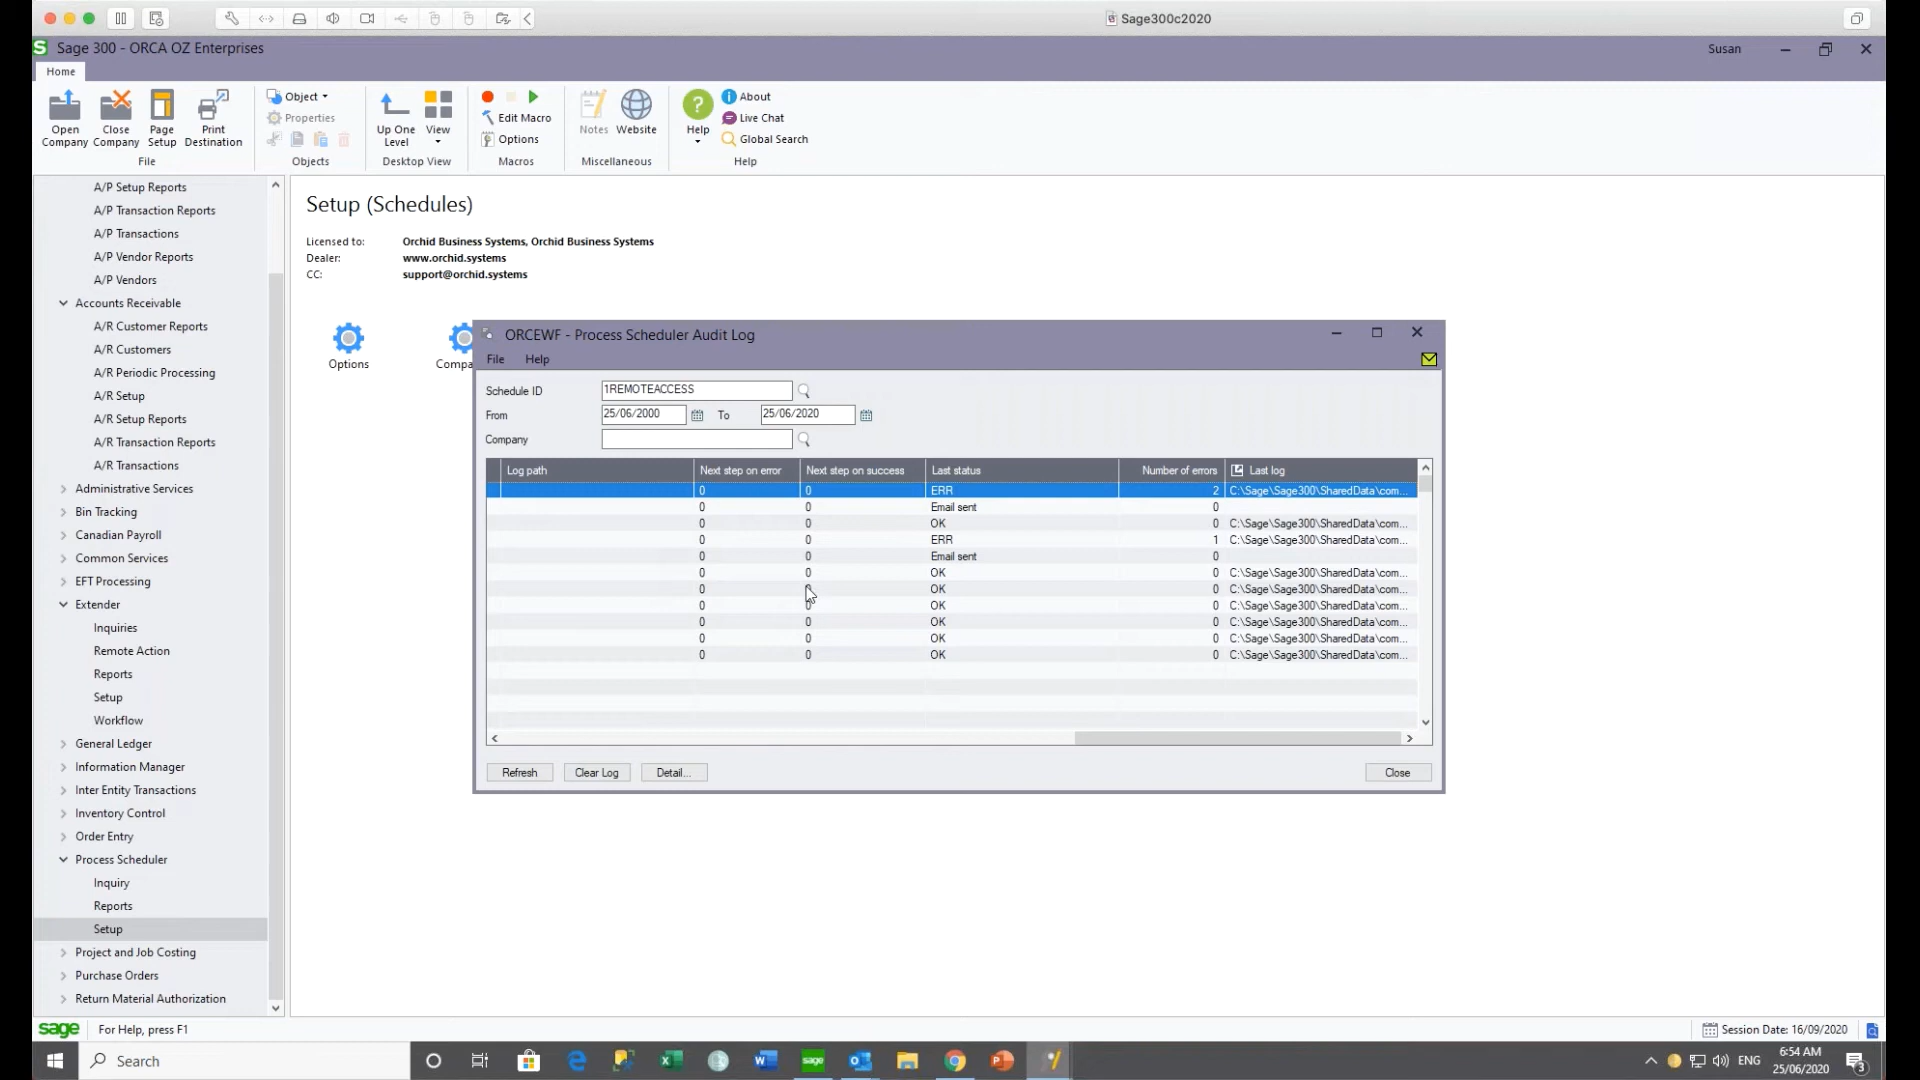 Sage300c2020
Sage 300 - ORCA OZ Enterprises
Susan
Home
Open Company
Close Company
Page Setup
Print Destination
File
Object
Properties
Objects
Up One Level
View
Desktop View
Edit Macro
Options
Macros
Notes
Website
Miscellaneous
Help
About
Live Chat
Global Search
Help
A/P Setup Reports
A/P Transaction Reports
A/P Transactions
A/P Vendor Reports
A/P Vendors
Accounts Receivable
A/R Customer Reports
A/R Customers
A/R Periodic Processing
A/R Setup
A/R Setup Reports
A/R Transaction Reports
A/R Transactions
Administrative Services
Bin Tracking
Canadian Payroll
Common Services
EFT Processing
Extender
Inquiries
Remote Action
Reports
Setup
Workflow
General Ledger
Information Manager
Inter Entity Transactions
Inventory Control
Order Entry
Process Scheduler
Inquiry
Reports
Setup
Project and Job Costing
Purchase Orders
Return Material Authorization
Setup (Schedules)
Licensed to: Orchid Business Systems, Orchid Business Systems
Dealer: www.orchid.systems
CC: support@orchid.systems
Options
Compa
ORCEWF - Process Scheduler Audit Log
File Help
Schedule ID 1REMOTEACCESS
From 25/06/2000 To 25/06/2020
Company
Log path Next step on error Next step on success Last status Number of errors Last log
0 0 ERR 2 C:\Sage\Sage300\SharedData\com...
0 0 Email sent 0
0 0 OK 0 C:\Sage\Sage300\SharedData\com...
0 0 ERR 1 C:\Sage\Sage300\SharedData\com...
0 0 Email sent 0
0 0 OK 0 C:\Sage\Sage300\SharedData\com...
0 0 OK 0 C:\Sage\Sage300\SharedData\com...
0 0 OK 0 C:\Sage\Sage300\SharedData\com...
0 0 OK 0 C:\Sage\Sage300\SharedData\com...
0 0 OK 0 C:\Sage\Sage300\SharedData\com...
0 0 OK 0 C:\Sage\Sage300\SharedData\com...
Refresh Clear Log Detail... Close
sage For Help, press F1
Session Date: 16/09/2020
Search
sage
ENG
6:54 AM
25/06/2020
3